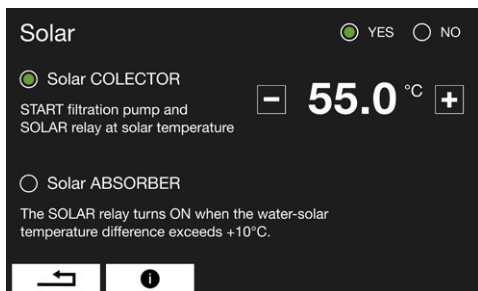 Solar
YES NO
Solar COLECTOR
START filtration pump and
SOLAR relay at solar temperature
- 55.0 °C +
Solar ABSORBER
The SOLAR relay turns ON when the water-solar
temperature difference exceeds +10°C.
i